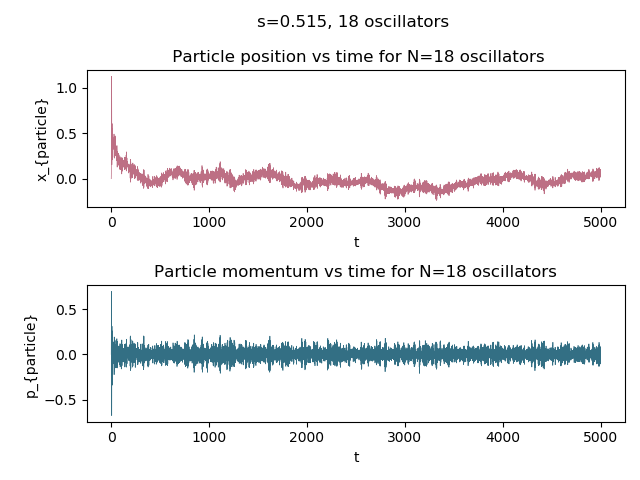 s=0.515, 18 oscillators
Particle position vs time for N=18 oscillators
x_{particle}
1.0
0.5
0.0
0 1000 2000 3000 4000 5000
t
Particle momentum vs time for N=18 oscillators
p_{particle}
0.5
0.0
−0.5
0 1000 2000 3000 4000 5000
t